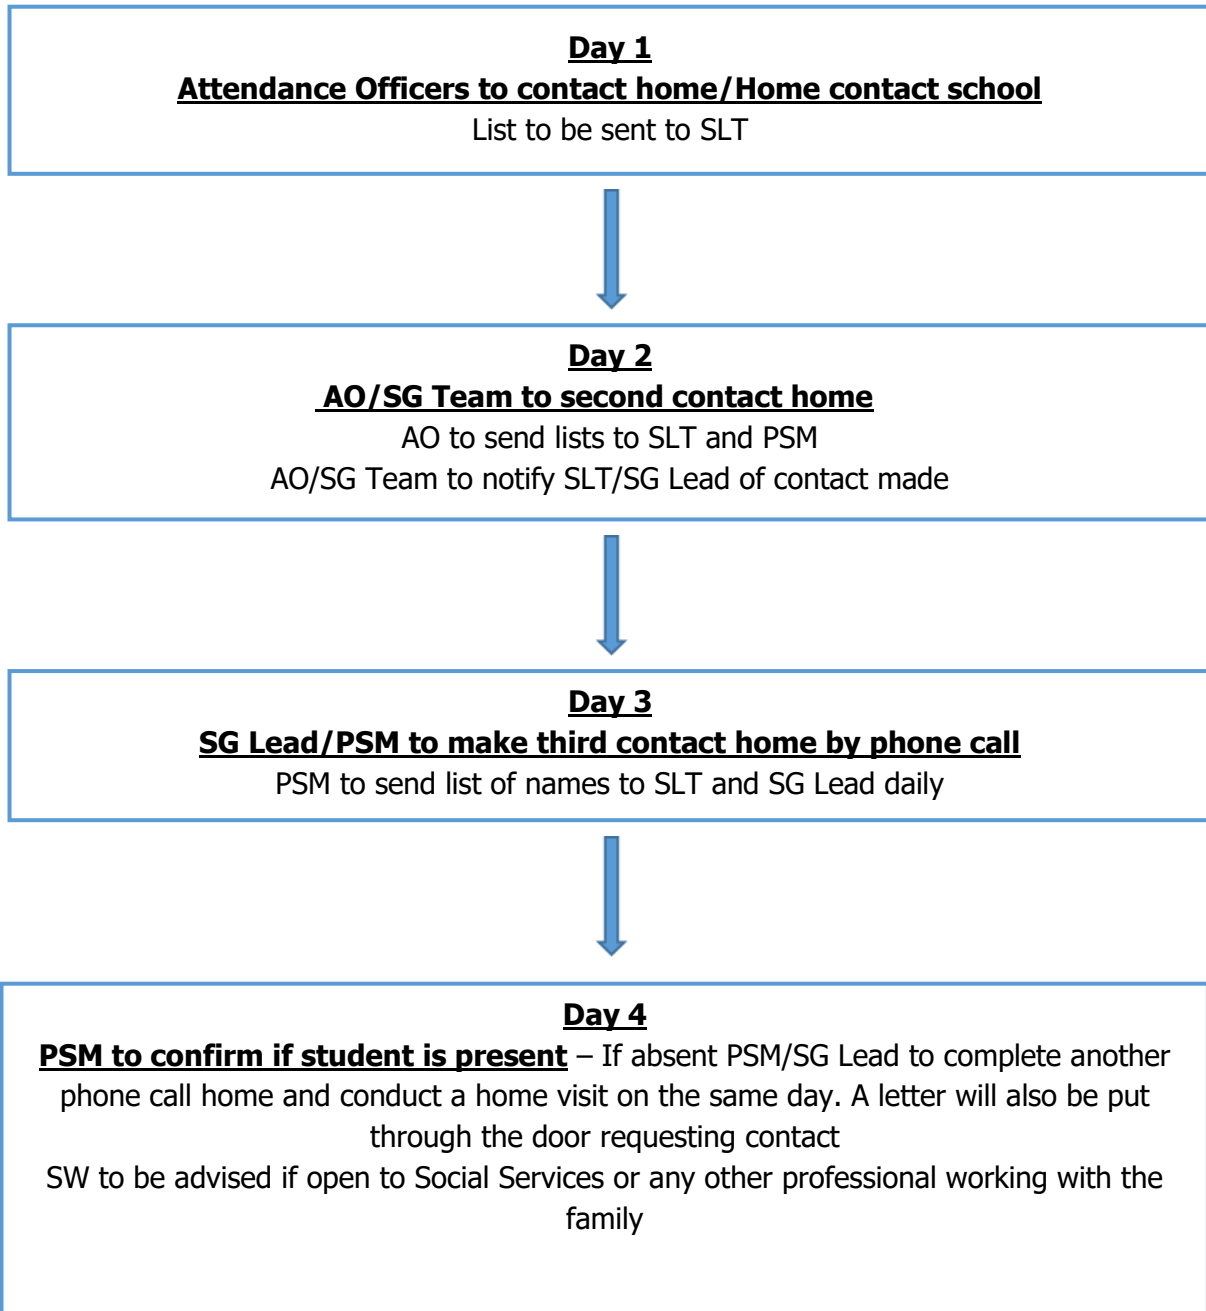 Day 1
Attendance Officers to contact home/Home contact school
List to be sent to SLT
Day 2
AO/SG Team to second contact home
AO to send lists to SLT and PSM
AO/SG Team to notify SLT/SG Lead of contact made
Day 3
SG Lead/PSM to make third contact home by phone call
PSM to send list of names to SLT and SG Lead daily
Day 4
PSM to confirm if student is present – If absent PSM/SG Lead to complete another
phone call home and conduct a home visit on the same day. A letter will also be put
through the door requesting contact
SW to be advised if open to Social Services or any other professional working with the
family